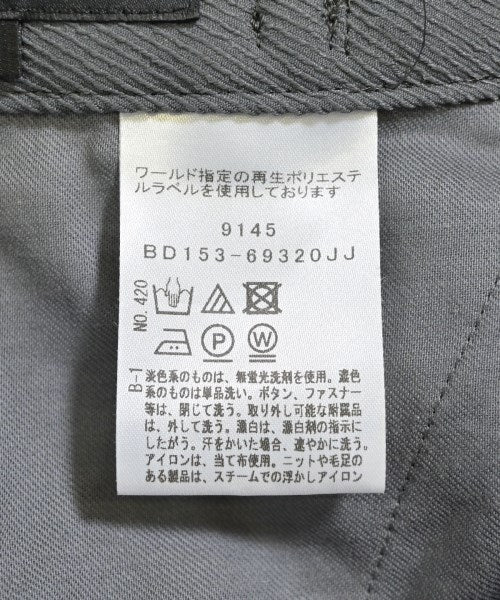 ワールド指定の再生ポリエステ
ルラベルを使用しております
9145
BD153-69320JJ
NO.420
P W
B-1
淡色系のものは、無蛍光洗剤を使用。濃色
系のものは単品洗い。ボタン、ファスナー
等は、閉じて洗う。取り外し可能な附属品
は、外して洗う。漂白は、漂白剤の指示に
したがう。汗をかいた場合、速やかに洗う。
アイロンは、当て布使用。ニットや毛足の
ある製品は、スチームでの浮かしアイロン